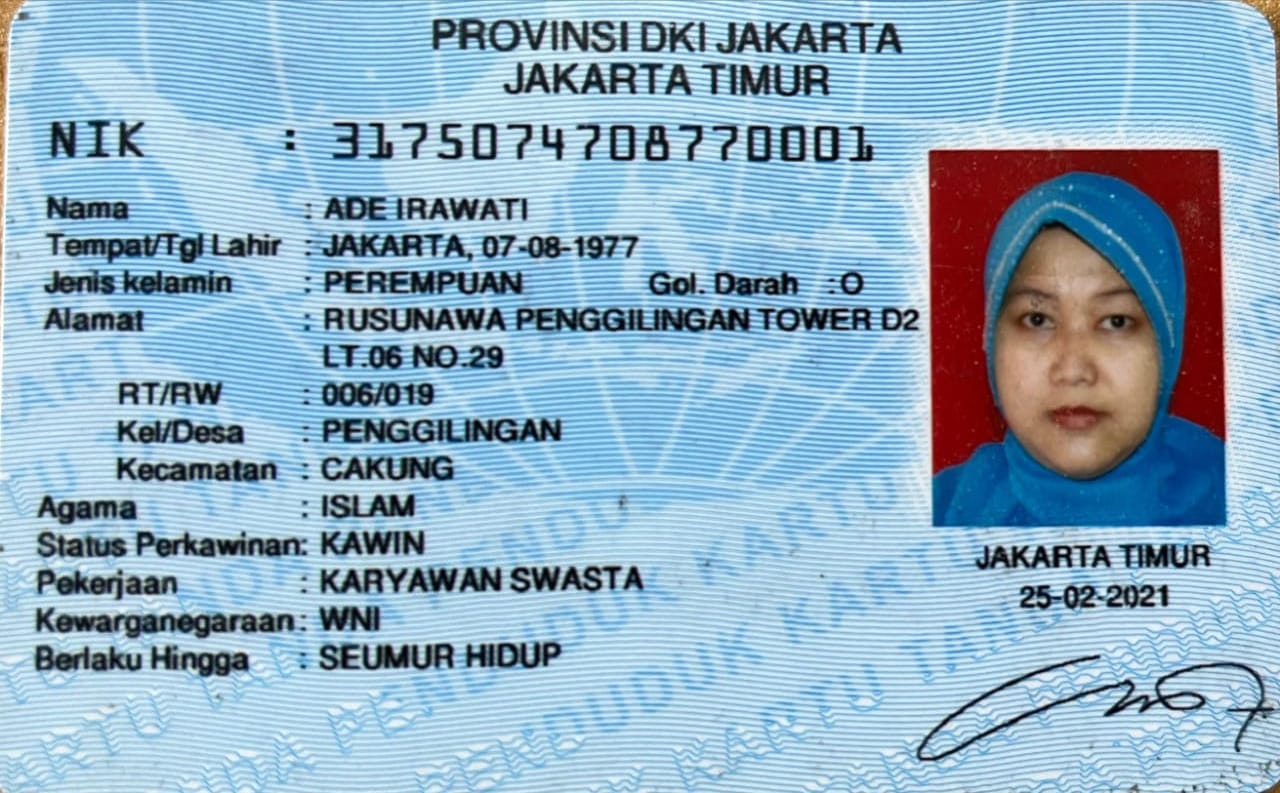 PROVINSI DKI JAKARTA
JAKARTA TIMUR
NIK : 3175074708770001
Nama : ADE IRAWATI
Tempat/Tgl Lahir : JAKARTA, 07-08-1977
Jenis kelamin : PEREMPUAN Gol. Darah : O
Alamat : RUSUNAWA PENGGILINGAN TOWER D2
LT.06 NO.29
RT/RW : 006/019
Kel/Desa : PENGGILINGAN
Kecamatan : CAKUNG
Agama : ISLAM
Status Perkawinan: KAWIN
Pekerjaan : KARYAWAN SWASTA
Kewarganegaraan : WNI
Berlaku Hingga : SEUMUR HIDUP
JAKARTA TIMUR
25-02-2021